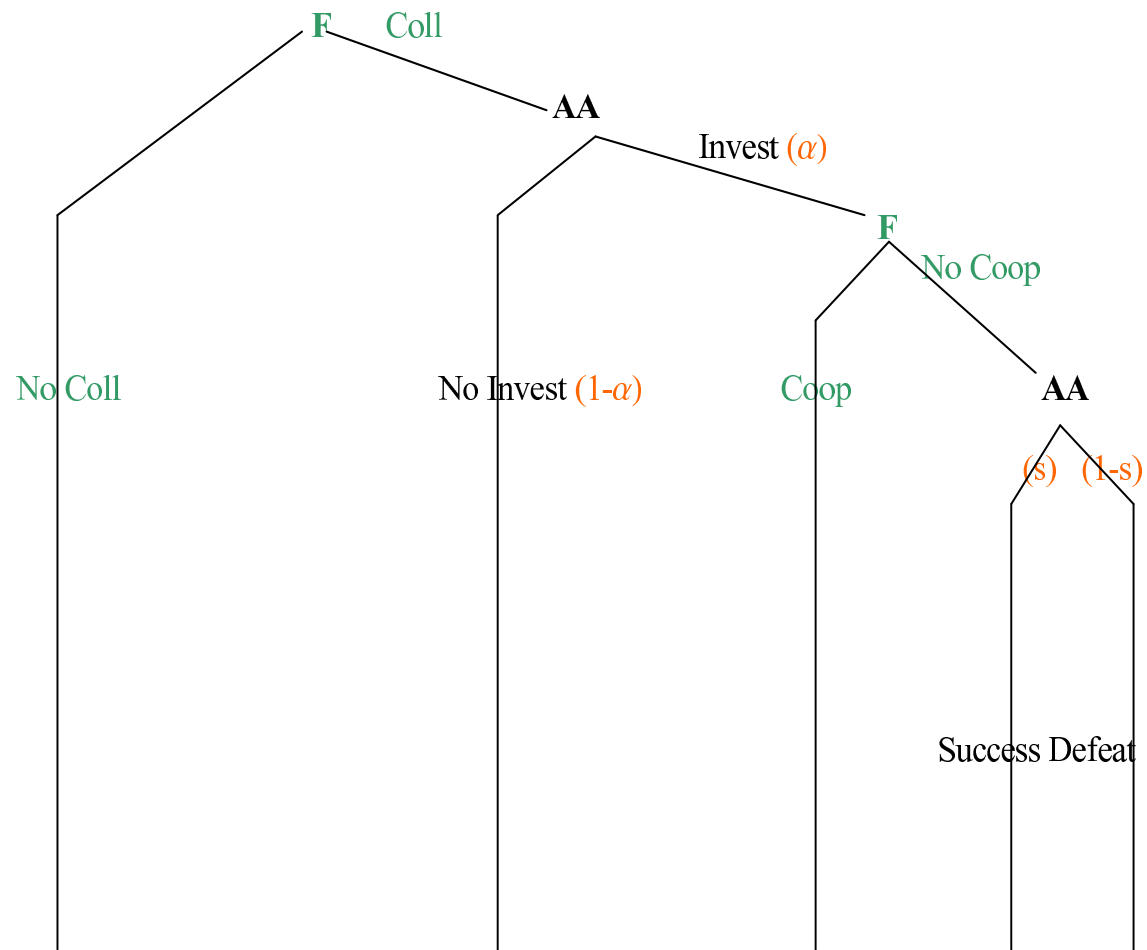 F Coll
AA
Invest (α)
F
No Coop
No Coll
No Invest (1-α)
Coop
AA
(s) (1-s)
Success Defeat